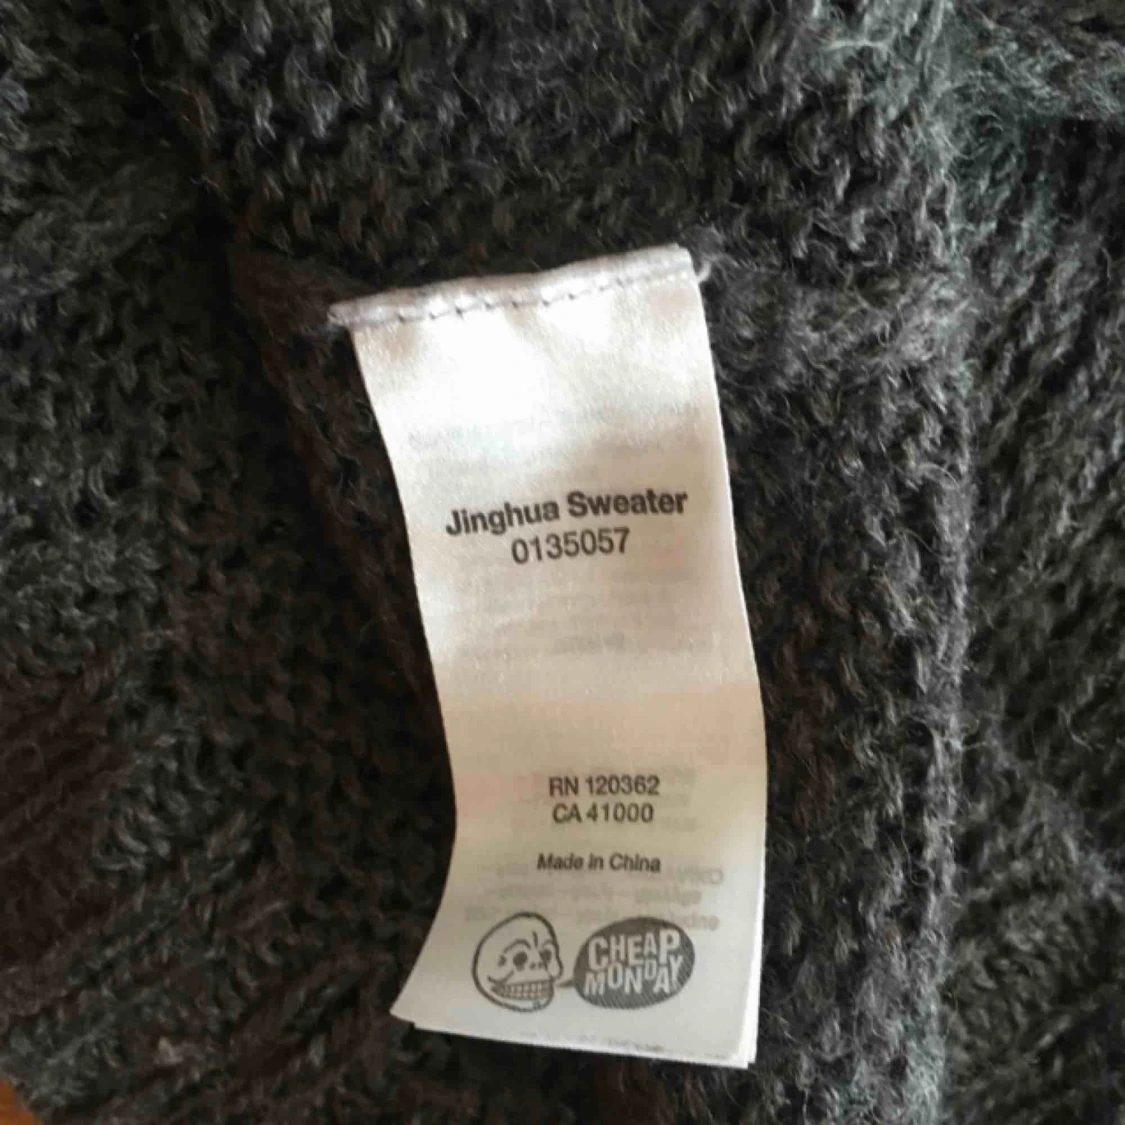 Jinghua Sweater
0135057
RN 120362
CA 41000
Made in China
CHEAP
MONDAY